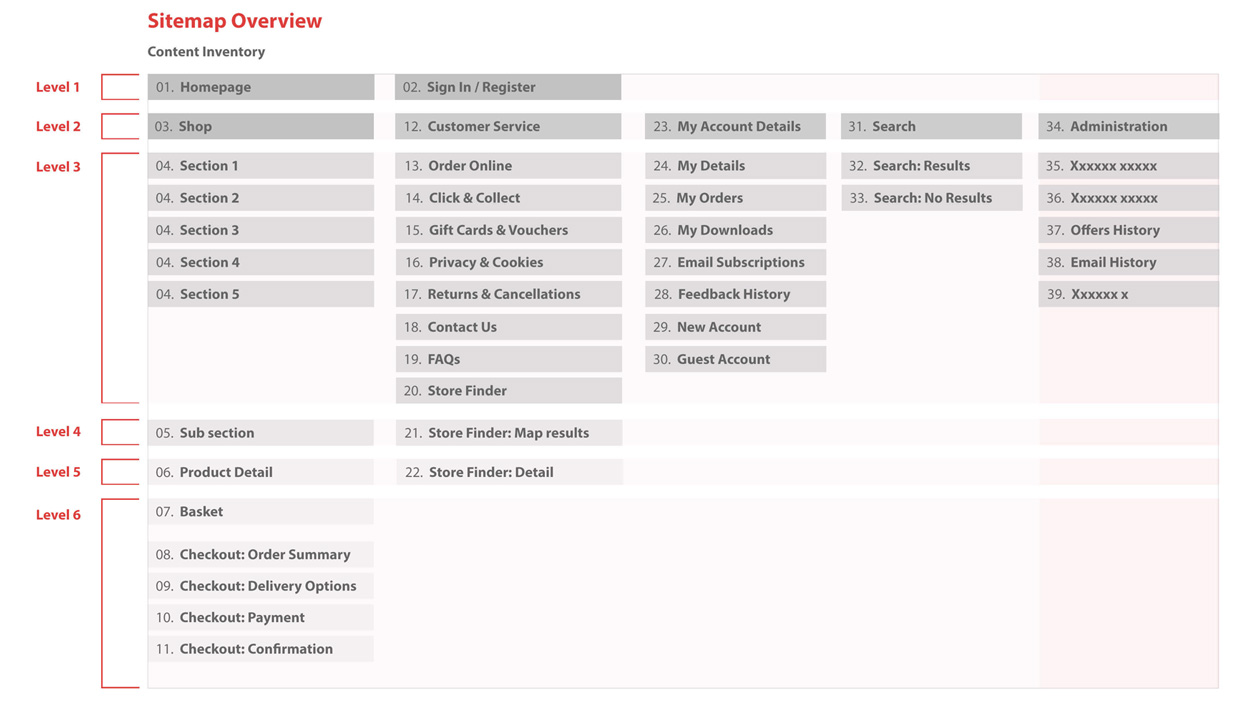 Sitemap Overview
Content Inventory
Level 1
01. Homepage
02. Sign In / Register
Level 2
03. Shop
12. Customer Service
23. My Account Details
31. Search
34. Administration
Level 3
04. Section 1
13. Order Online
24. My Details
32. Search: Results
35. Xxxxxx xxxxx
04. Section 2
14. Click & Collect
25. My Orders
33. Search: No Results
36. Xxxxxx xxxxx
04. Section 3
15. Gift Cards & Vouchers
26. My Downloads
37. Offers History
04. Section 4
16. Privacy & Cookies
27. Email Subscriptions
38. Email History
04. Section 5
17. Returns & Cancellations
28. Feedback History
39. Xxxxxx x
18. Contact Us
29. New Account
19. FAQs
30. Guest Account
20. Store Finder
Level 4
05. Sub section
21. Store Finder: Map results
Level 5
06. Product Detail
22. Store Finder: Detail
Level 6
07. Basket
08. Checkout: Order Summary
09. Checkout: Delivery Options
10. Checkout: Payment
11. Checkout: Confirmation